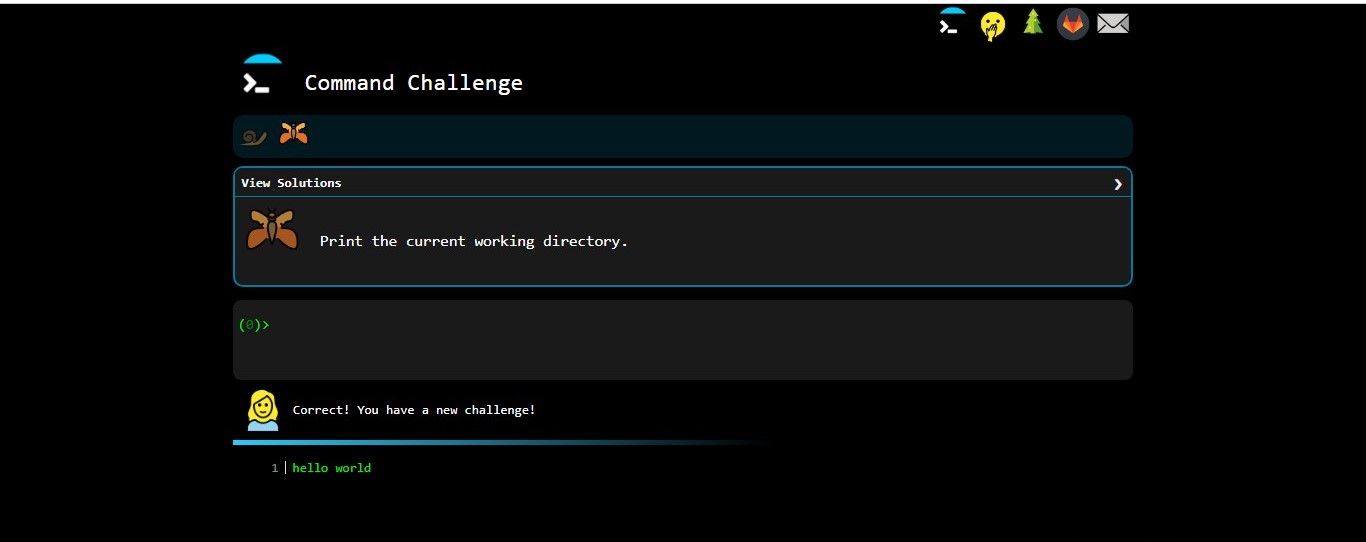 Command Challenge
View Solutions
Print the current working directory.
(0)>
Correct! You have a new challenge!
1 hello world